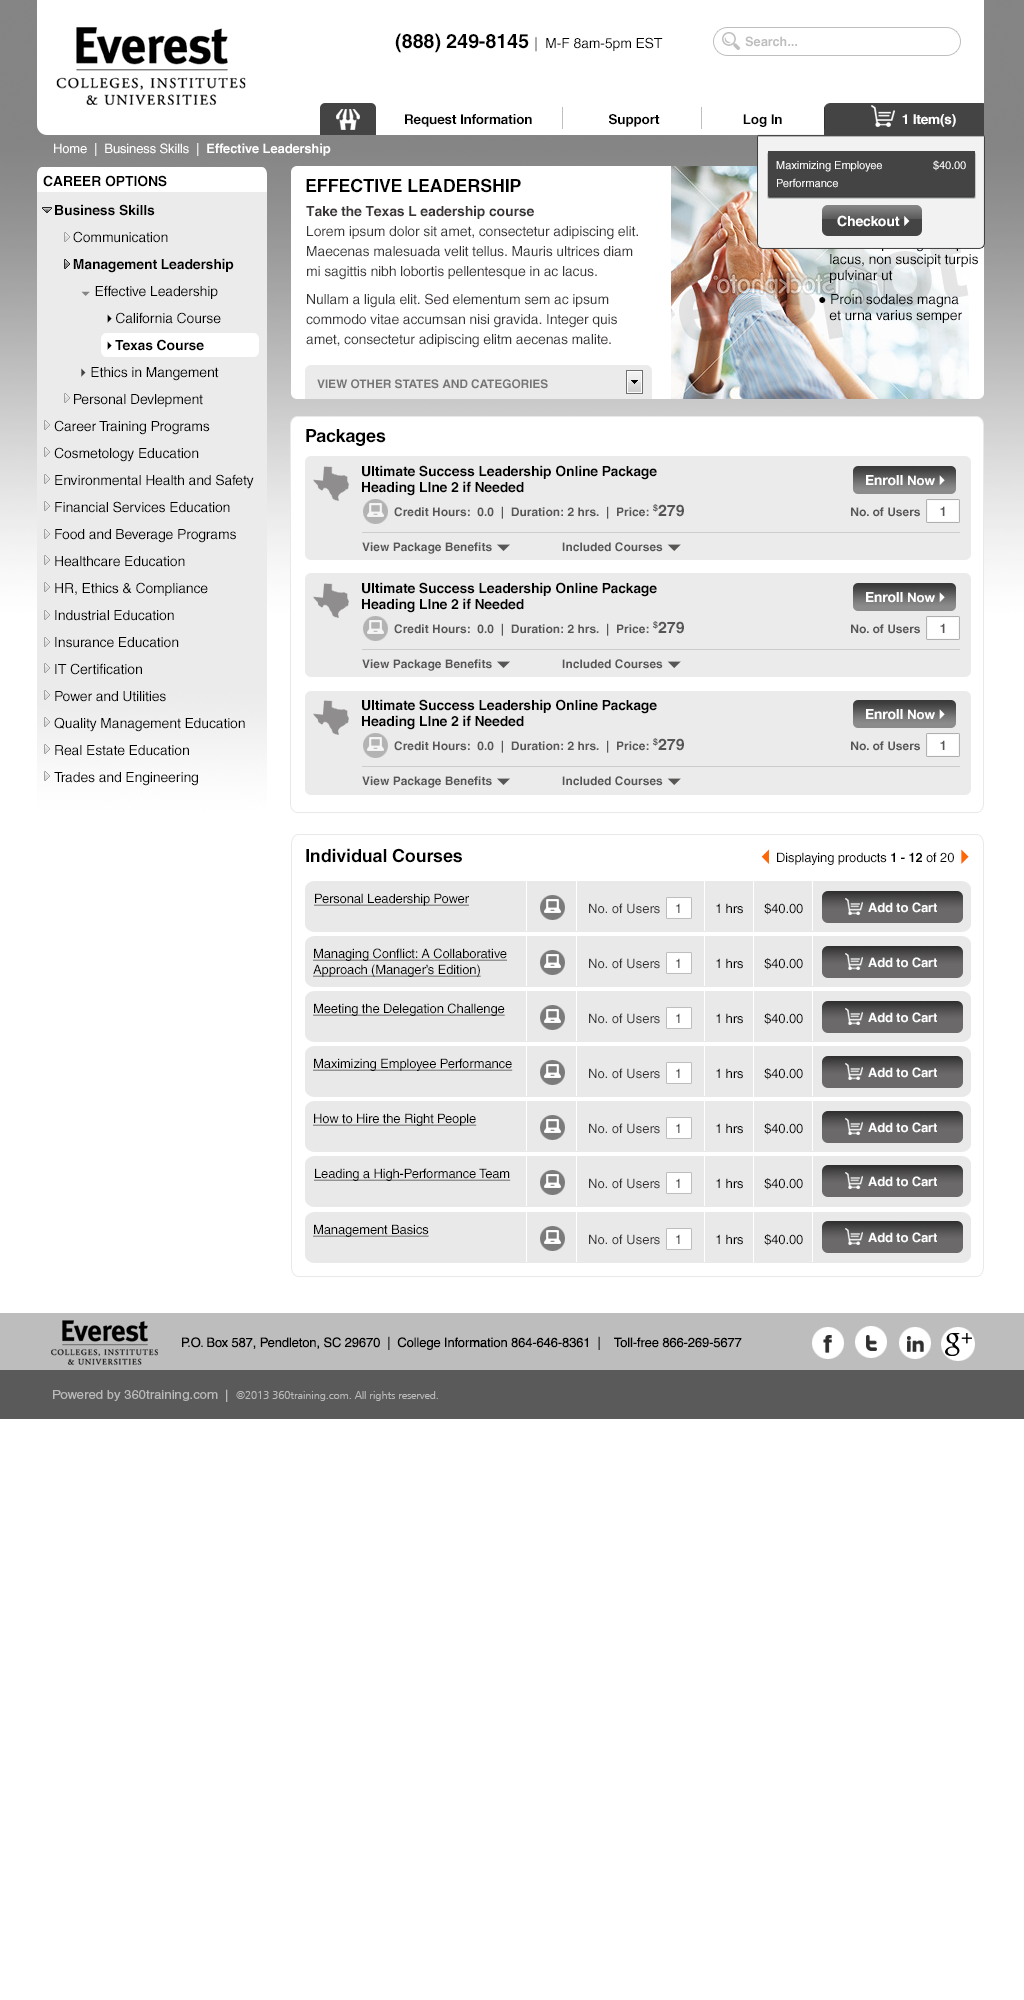 Everest
COLLEGES, INSTITUTES
& UNIVERSITIES
(888) 249-8145 | M-F 8am-5pm EST
Search...
Request Information
Support
Log In
1 Item(s)
Home | Business Skills | Effective Leadership
Maximizing Employee Performance $40.00
Checkout
CAREER OPTIONS
Business Skills
Communication
Management Leadership
Effective Leadership
California Course
Texas Course
Ethics in Mangement
Personal Devlepment
Career Training Programs
Cosmetology Education
Environmental Health and Safety
Financial Services Education
Food and Beverage Programs
Healthcare Education
HR, Ethics & Compliance
Industrial Education
Insurance Education
IT Certification
Power and Utilities
Quality Management Education
Real Estate Education
Trades and Engineering
EFFECTIVE LEADERSHIP
Take the Texas L eadership course
Lorem ipsum dolor sit amet, consectetur adipiscing elit.
Maecenas malesuada velit tellus. Mauris ultrices diam
mi sagittis nibh lobortis pellentesque in ac lacus.
Nullam a ligula elit. Sed elementum sem ac ipsum
commodo vitae accumsan nisi gravida. Integer quis
amet, consectetur adipiscing elitm aecenas malite.
VIEW OTHER STATES AND CATEGORIES
lacus, non suscipit turpis
pulvinar ut
• Proin sodales magna
et urna varius semper
Packages
Ultimate Success Leadership Online Package
Heading LIne 2 if Needed
Enroll Now
Credit Hours: 0.0 | Duration: 2 hrs. | Price: $279
No. of Users 1
View Package Benefits
Included Courses
Ultimate Success Leadership Online Package
Heading LIne 2 if Needed
Enroll Now
Credit Hours: 0.0 | Duration: 2 hrs. | Price: $279
No. of Users 1
View Package Benefits
Included Courses
Ultimate Success Leadership Online Package
Heading LIne 2 if Needed
Enroll Now
Credit Hours: 0.0 | Duration: 2 hrs. | Price: $279
No. of Users 1
View Package Benefits
Included Courses
Individual Courses
Displaying products 1 - 12 of 20
Personal Leadership Power No. of Users 1 1 hrs $40.00 Add to Cart
Managing Conflict: A Collaborative
Approach (Manager's Edition) No. of Users 1 1 hrs $40.00 Add to Cart
Meeting the Delegation Challenge No. of Users 1 1 hrs $40.00 Add to Cart
Maximizing Employee Performance No. of Users 1 1 hrs $40.00 Add to Cart
How to Hire the Right People No. of Users 1 1 hrs $40.00 Add to Cart
Leading a High-Performance Team No. of Users 1 1 hrs $40.00 Add to Cart
Management Basics No. of Users 1 1 hrs $40.00 Add to Cart
Everest
COLLEGES, INSTITUTES
& UNIVERSITIES
P.O. Box 587, Pendleton, SC 29670 | College Information 864-646-8361 | Toll-free 866-269-5677
f t in g+
Powered by 360training.com | ©2013 360training.com. All rights reserved.